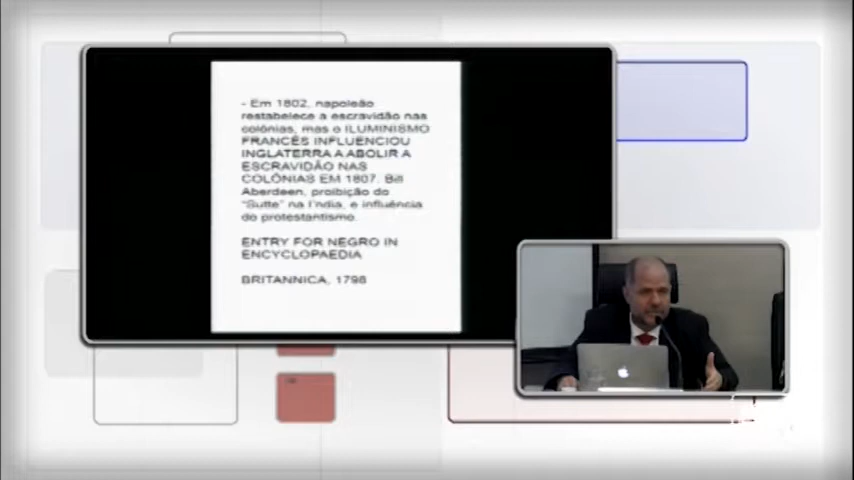 - Em 1802, napoleão
restabelece a escravidão nas
colônias, mas o ILUMINISMO
FRANCÊS INFLUENCIOU
INGLATERRA A ABOLIR A
ESCRAVIDÃO NAS
COLÔNIAS EM 1807. Bill
Aberdeen, proibição do
"Sutte" na I'ndia, e influência
do protestantismo.
ENTRY FOR NEGRO IN
ENCYCLOPAEDIA
BRITANNICA, 1798